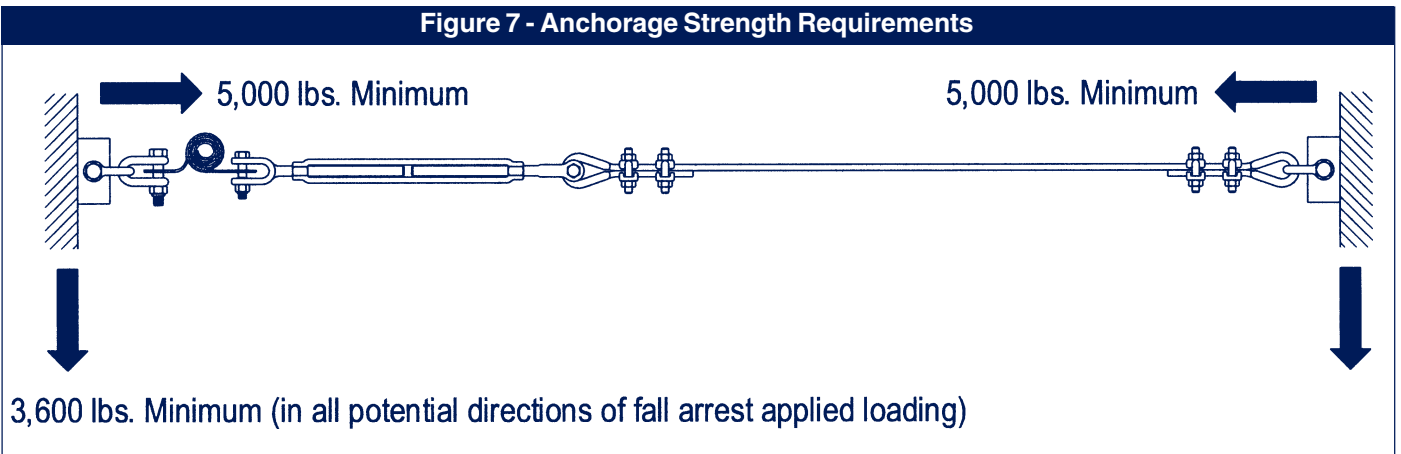 Figure 7 - Anchorage Strength Requirements
5,000 lbs. Minimum
5,000 lbs. Minimum
3,600 lbs. Minimum (in all potential directions of fall arrest applied loading)